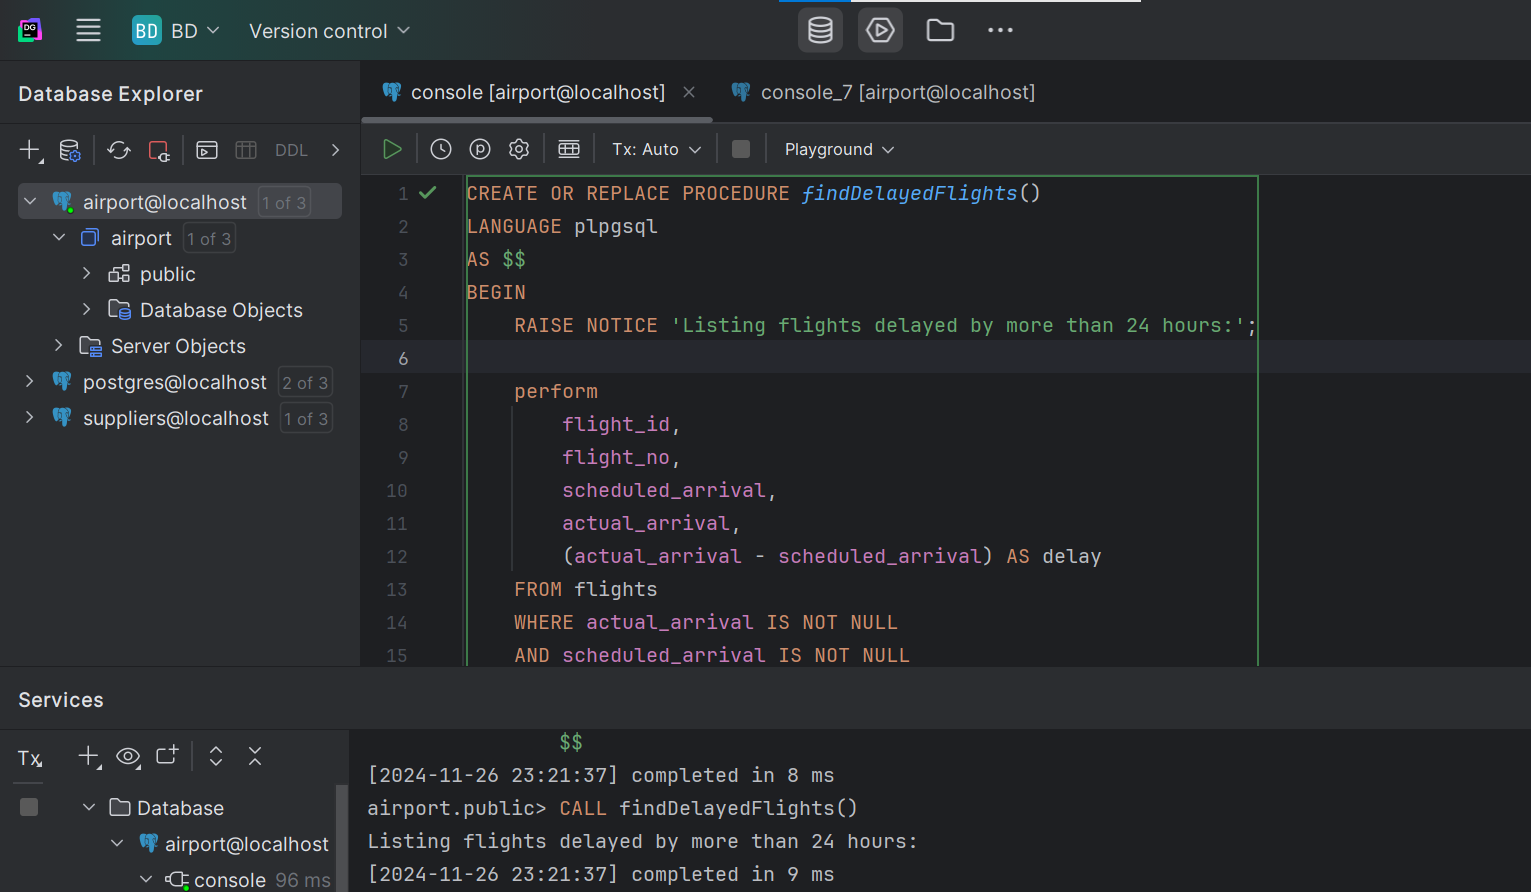 DG
BD BD Version control
Database Explorer
console [airport@localhost]
console_7 [airport@localhost]
DDL
Tx: Auto
Playground
airport@localhost 1 of 3
airport 1 of 3
public
Database Objects
Server Objects
postgres@localhost 2 of 3
suppliers@localhost 1 of 3
1 CREATE OR REPLACE PROCEDURE findDelayedFlights()
2 LANGUAGE plpgsql
3 AS $$
4 BEGIN
5 RAISE NOTICE 'Listing flights delayed by more than 24 hours:';
6
7 perform
8 flight_id,
9 flight_no,
10 scheduled_arrival,
11 actual_arrival,
12 (actual_arrival - scheduled_arrival) AS delay
13 FROM flights
14 WHERE actual_arrival IS NOT NULL
15 AND scheduled_arrival IS NOT NULL
Services
Tx
Database
airport@localhost
console 96 ms
$$
[2024-11-26 23:21:37] completed in 8 ms
airport.public> CALL findDelayedFlights()
Listing flights delayed by more than 24 hours:
[2024-11-26 23:21:37] completed in 9 ms